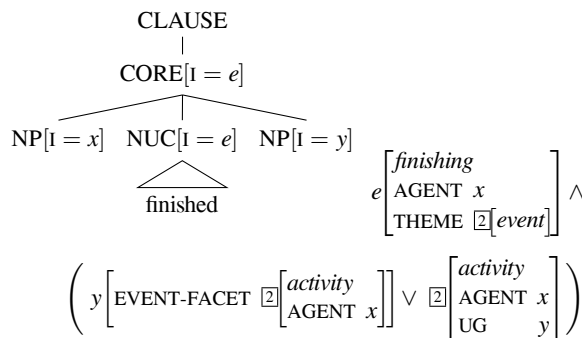 CLAUSE
CORE[I = e]
NP[I = x] NUC[I = e] NP[I = y]
finished
e[finishing
AGENT x
THEME 2[event]] ∧
( y[EVENT-FACET 2[activity
AGENT x]] ∨ 2[activity
AGENT x
UG y] )